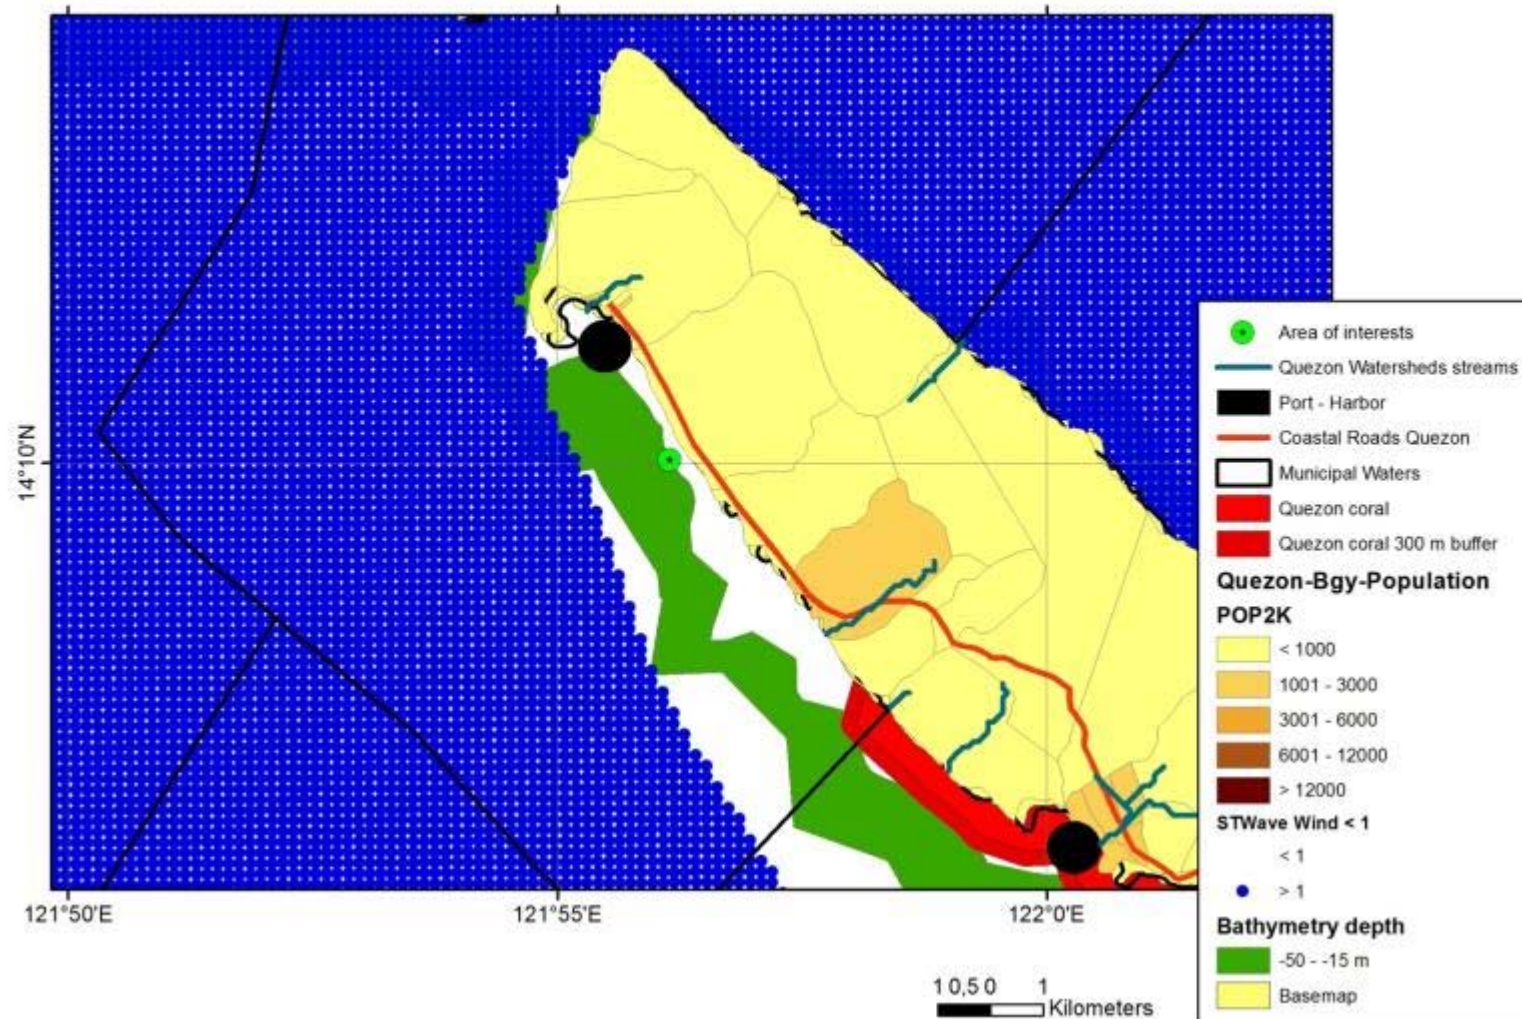 14°10'N
121°50'E
121°55'E
122°0'E
1 0,5 0 1
Kilometers
Area of interests
Quezon Watersheds streams
Port - Harbor
Coastal Roads Quezon
Municipal Waters
Quezon coral
Quezon coral 300 m buffer
Quezon-Bgy-Population
POP2K
< 1000
1001 - 3000
3001 - 6000
6001 - 12000
> 12000
STWave Wind < 1
< 1
> 1
Bathymetry depth
-50 - -15 m
Basemap